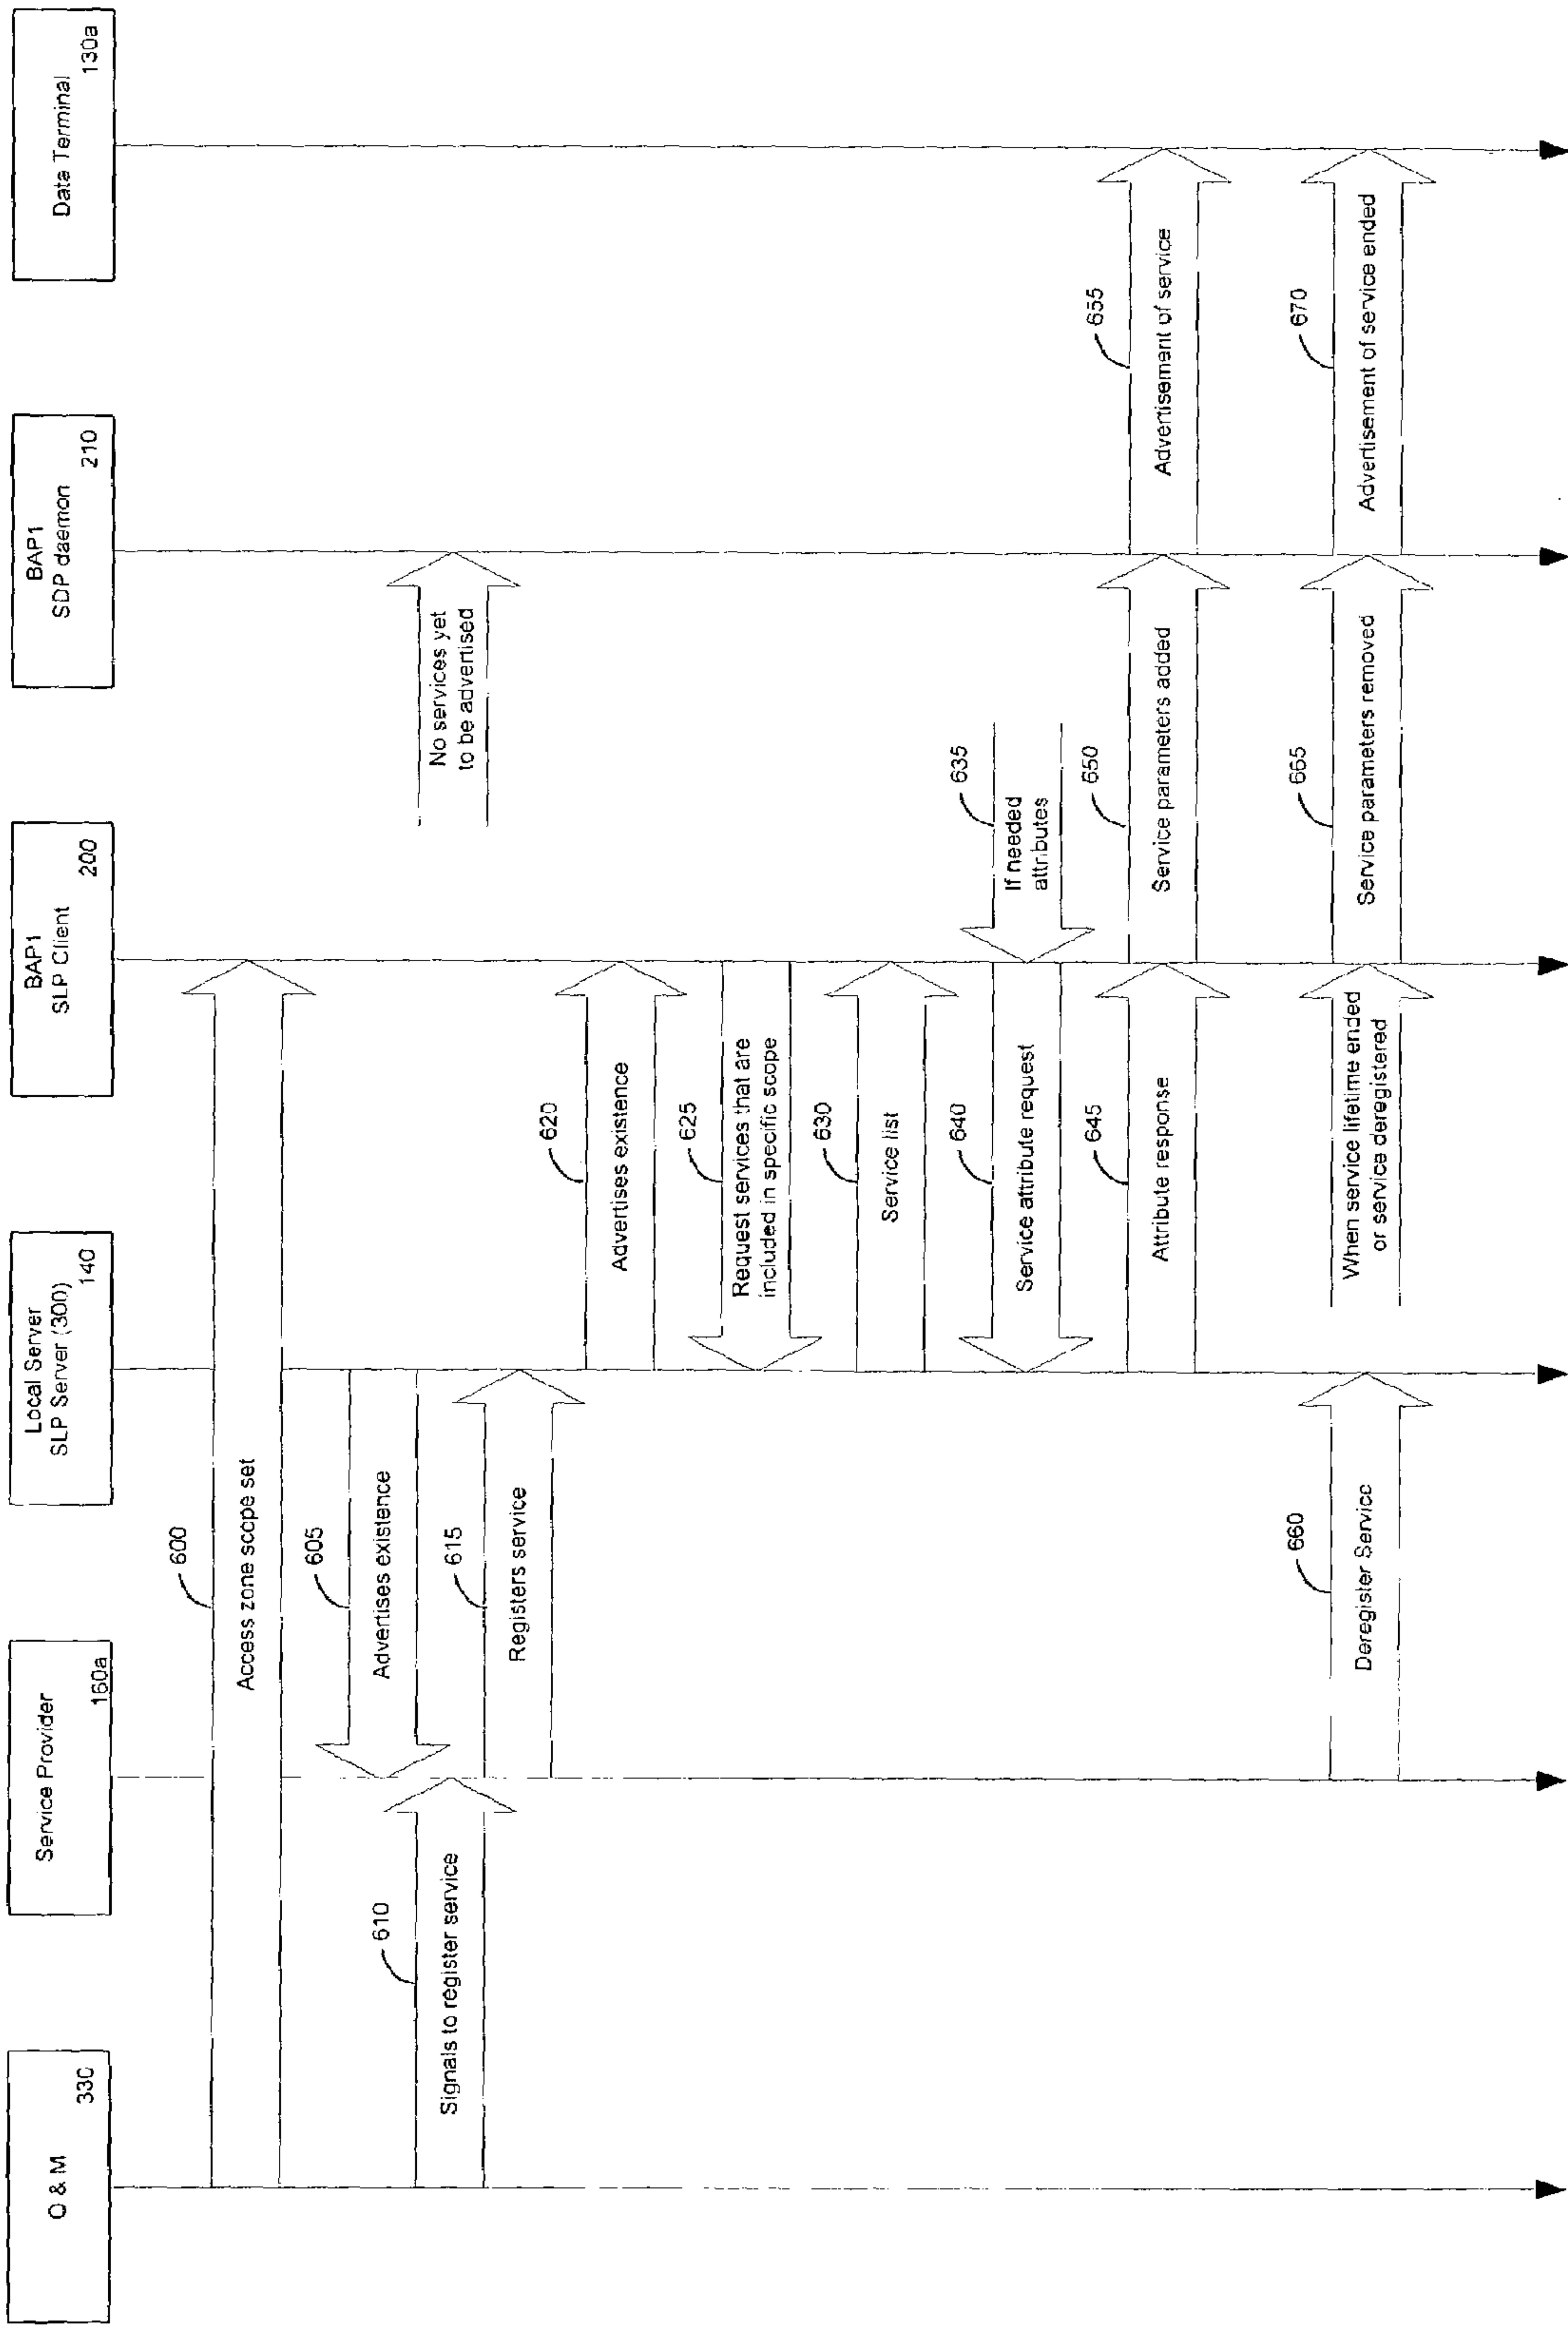 O & M
330
Service Provider
160a
Local Server
SLP Server (300)
140
BAP1
SLP Client
200
BAP1
SDP daemon
210
Data Terminal
130a
600
Access zone scope set
605
Advertises existence
610
Signals to register service
No services yet
to be advertised
615
Registers service
620
Advertises existence
625
Request services that are
included in specific scope
630
Service list
635
If needed
attributes
640
Service attribute request
645
Attribute response
650
Service parameters added
655
Advertisement of service
660
Deregister Service
When service lifetime ended
or service deregistered
665
Service parameters removed
670
Advertisement of service ended